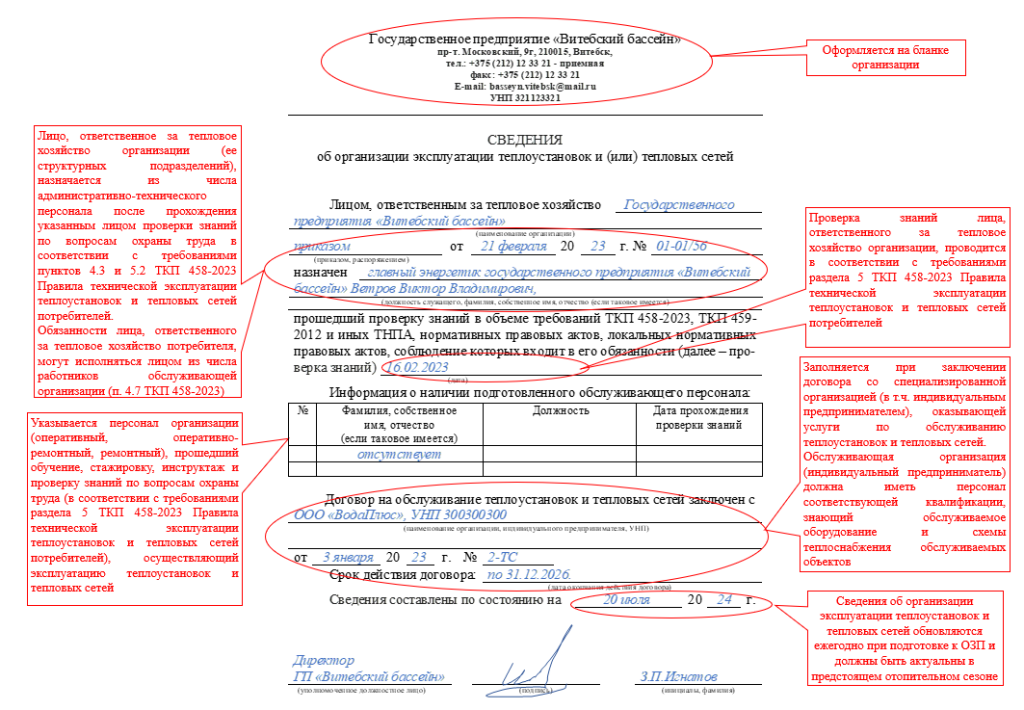 Государственное предприятие «Витебский бассейн»
пр-т. Московский, 9г, 210015, Витебск,
тел.: +375 (212) 12 33 21 - приемная
факс: +375 (212) 12 33 21
E-mail: basseyn.vitebsk@mail.ru
УНП 321123321
Оформляется на бланке
организации
СВЕДЕНИЯ
об организации эксплуатации теплоустановок и (или) тепловых сетей
Лицо, ответственное за тепловое
хозяйство организации (ее
структурных подразделений),
назначается из числа
административно-технического
персонала после прохождения
указанным лицом проверки знаний
по вопросам охраны труда в
соответствии с требованиями
пунктов 4.3 и 5.2 ТКП 458-2023
Правила технической эксплуатации
теплоустановок и тепловых сетей
потребителей.
Обязанности лица, ответственного
за тепловое хозяйство потребителя,
могут исполняться лицом из числа
работников обслуживающей
организации (п. 4.7 ТКП 458-2023)
Лицом, ответственным за тепловое хозяйство Государственного
предприятия «Витебский бассейн»
(наименование организации)
приказом от 21 февраля 20 23 г. № 01-01/56
(приказом, распоряжением)
назначен главный энергетик государственного предприятия «Витебский
бассейн» Ветров Виктор Владимирович,
(должность служащего, фамилия, собственное имя, отчество (если таковое имеется)
прошедший проверку знаний в объеме требований ТКП 458-2023, ТКП 459-
2012 и иных ТНПА, нормативных правовых актов, локальных нормативных
правовых актов, соблюдение которых входит в его обязанности (далее – про-
верка знаний) 16.02.2023
(дата)
Проверка знаний лица,
ответственного за тепловое
хозяйство организации, проводится
в соответствии с требованиями
раздела 5 ТКП 458-2023 Правила
технической эксплуатации
теплоустановок и тепловых сетей
потребителей
Информация о наличии подготовленного обслуживающего персонала:
№ Фамилия, собственное Должность Дата прохождения
имя, отчество проверки знаний
(если таковое имеется)
отсутствует
Указывается персонал организации
(оперативный, оперативно-
ремонтный, ремонтный), прошедший
обучение, стажировку, инструктаж и
проверку знаний по вопросам охраны
труда (в соответствии с требованиями
раздела 5 ТКП 458-2023 Правила
технической эксплуатации
теплоустановок и тепловых сетей
потребителей), осуществляющий
эксплуатацию теплоустановок и
тепловых сетей
Заполняется при заключении
договора со специализированной
организацией (в т.ч. индивидуальным
предпринимателем), оказывающей
услуги по обслуживанию
теплоустановок и тепловых сетей.
Обслуживающая организация
(индивидуальный предприниматель)
должна иметь персонал
соответствующей квалификации,
знающий обслуживаемое
оборудование и схемы
теплоснабжения обслуживаемых
объектов
Договор на обслуживание теплоустановок и тепловых сетей заключен с
ООО «ВодаПлюс», УНП 300300300
(наименование организации, индивидуального предпринимателя, УНП)
от 3 января 20 23 г. № 2-ТС
Срок действия договора: по 31.12.2026.
(дата окончания действия договора)
Сведения составлены по состоянию на 20 июля 20 24 г.
Сведения об организации
эксплуатации теплоустановок и
тепловых сетей обновляются
ежегодно при подготовке к ОЗП и
должны быть актуальны в
предстоящем отопительном сезоне
Директор
ГП «Витебский бассейн» З.П.Игнатов
(уполномоченное должностное лицо) (подпись) (инициалы, фамилия)